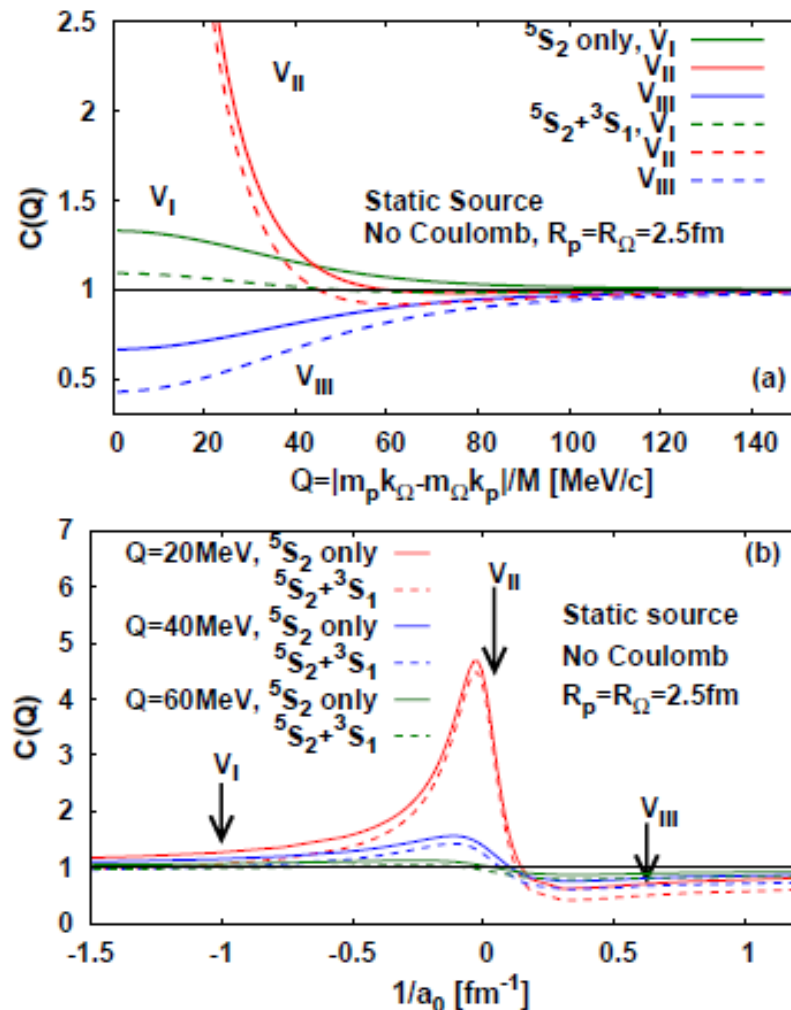 2.5
2
1.5
1
0.5
C(Q)
⁵S₂ only, V_I
V_II
V_III
⁵S₂+³S₁, V_I
V_II
V_III
V_II
V_I
V_III
Static Source
No Coulomb, R_p=R_Ω=2.5fm
(a)
0 20 40 60 80 100 120 140
Q=|m_pk_Ω-m_Ωk_p|/M [MeV/c]
7
6
5
4
3
2
1
0
C(Q)
Q=20MeV, ⁵S₂ only
⁵S₂+³S₁
Q=40MeV, ⁵S₂ only
⁵S₂+³S₁
Q=60MeV, ⁵S₂ only
⁵S₂+³S₁
(b)
V_II
Static source
No Coulomb
R_p=R_Ω=2.5fm
V_I
V_III
-1.5 -1 -0.5 0 0.5 1
1/a₀ [fm⁻¹]